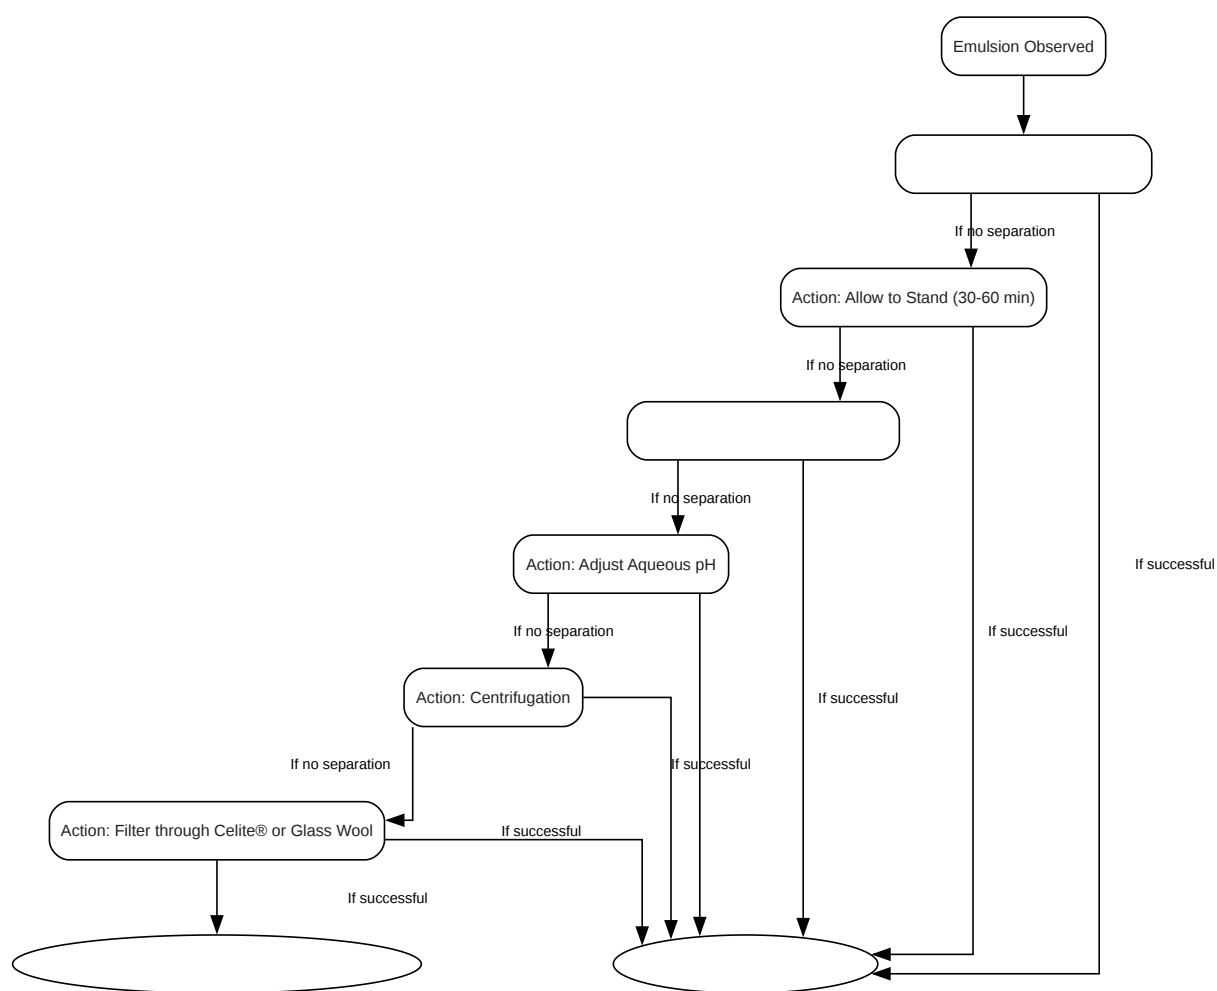 Emulsion Observed
If no separation
Action: Allow to Stand (30-60 min)
If no separation
If no separation
Action: Adjust Aqueous pH
If successful
If no separation
If successful
Action: Centrifugation
If successful
If no separation
If successful
Action: Filter through Celite® or Glass Wool
If successful
If successful